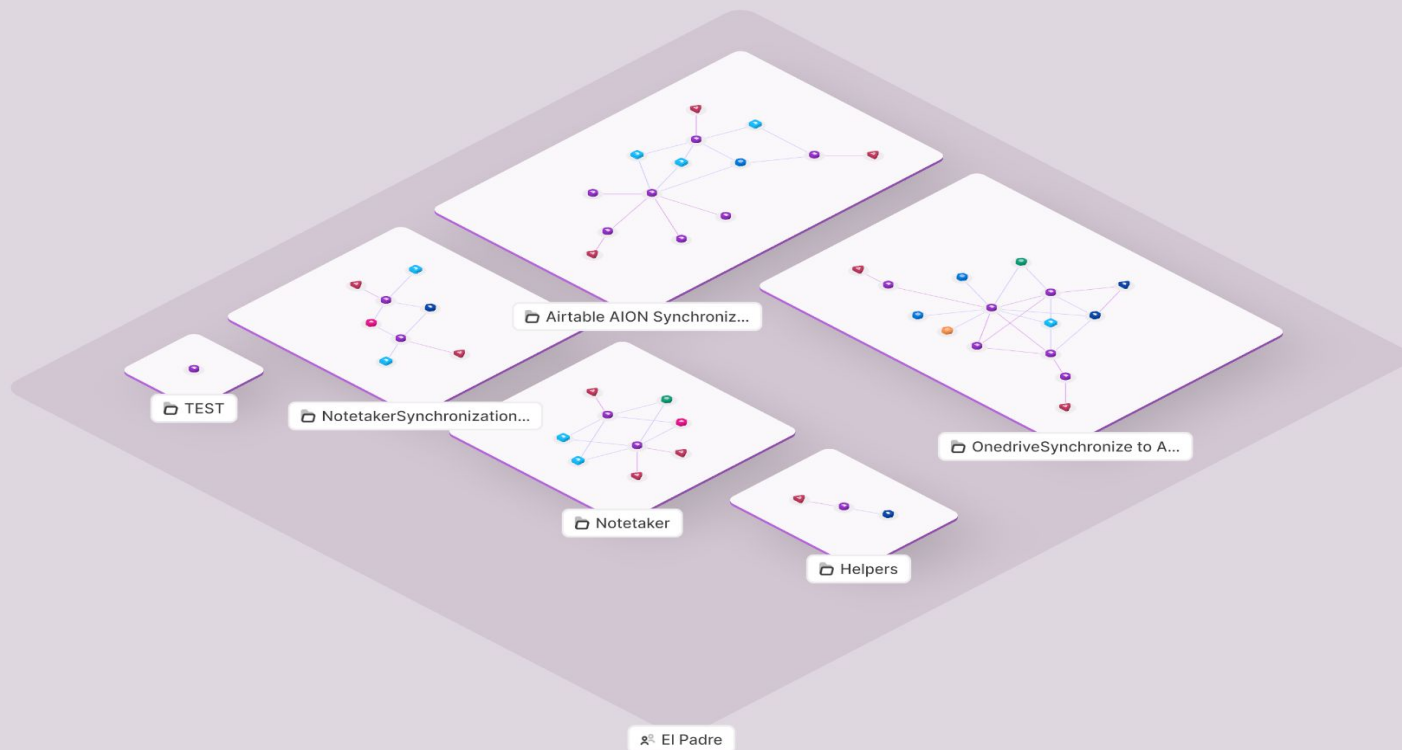 Airtable AION Synchroniz...
TEST
NotetakerSynchronization...
OnedriveSynchronize to A...
Notetaker
Helpers
El Padre